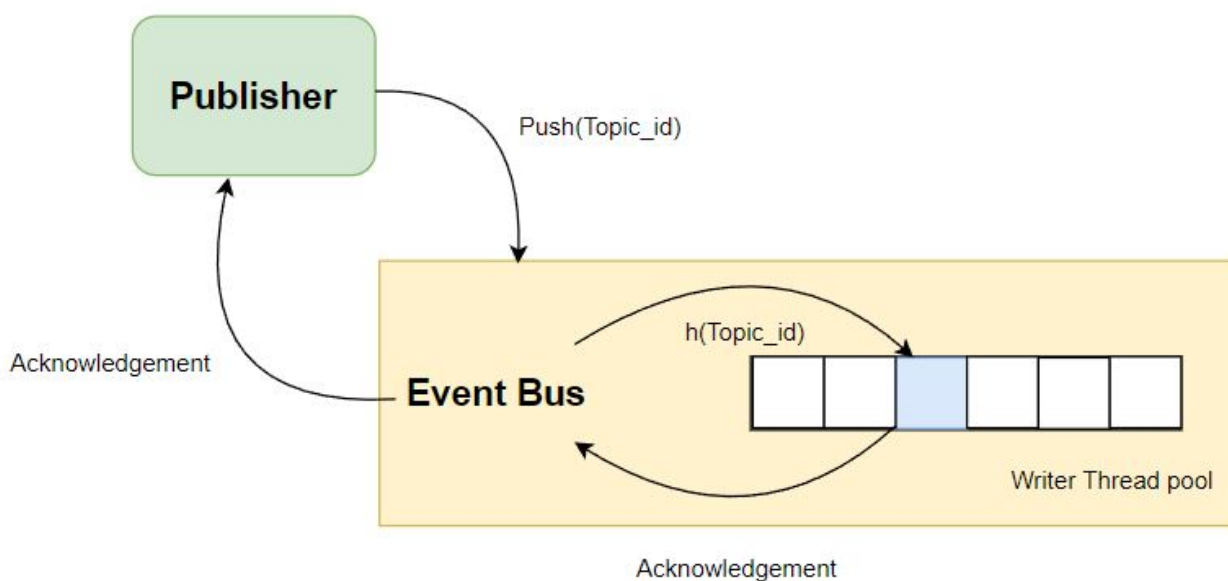 Publisher
Push(Topic_id)
h(Topic_id)
Acknowledgement
Event Bus
Writer Thread pool
Acknowledgement